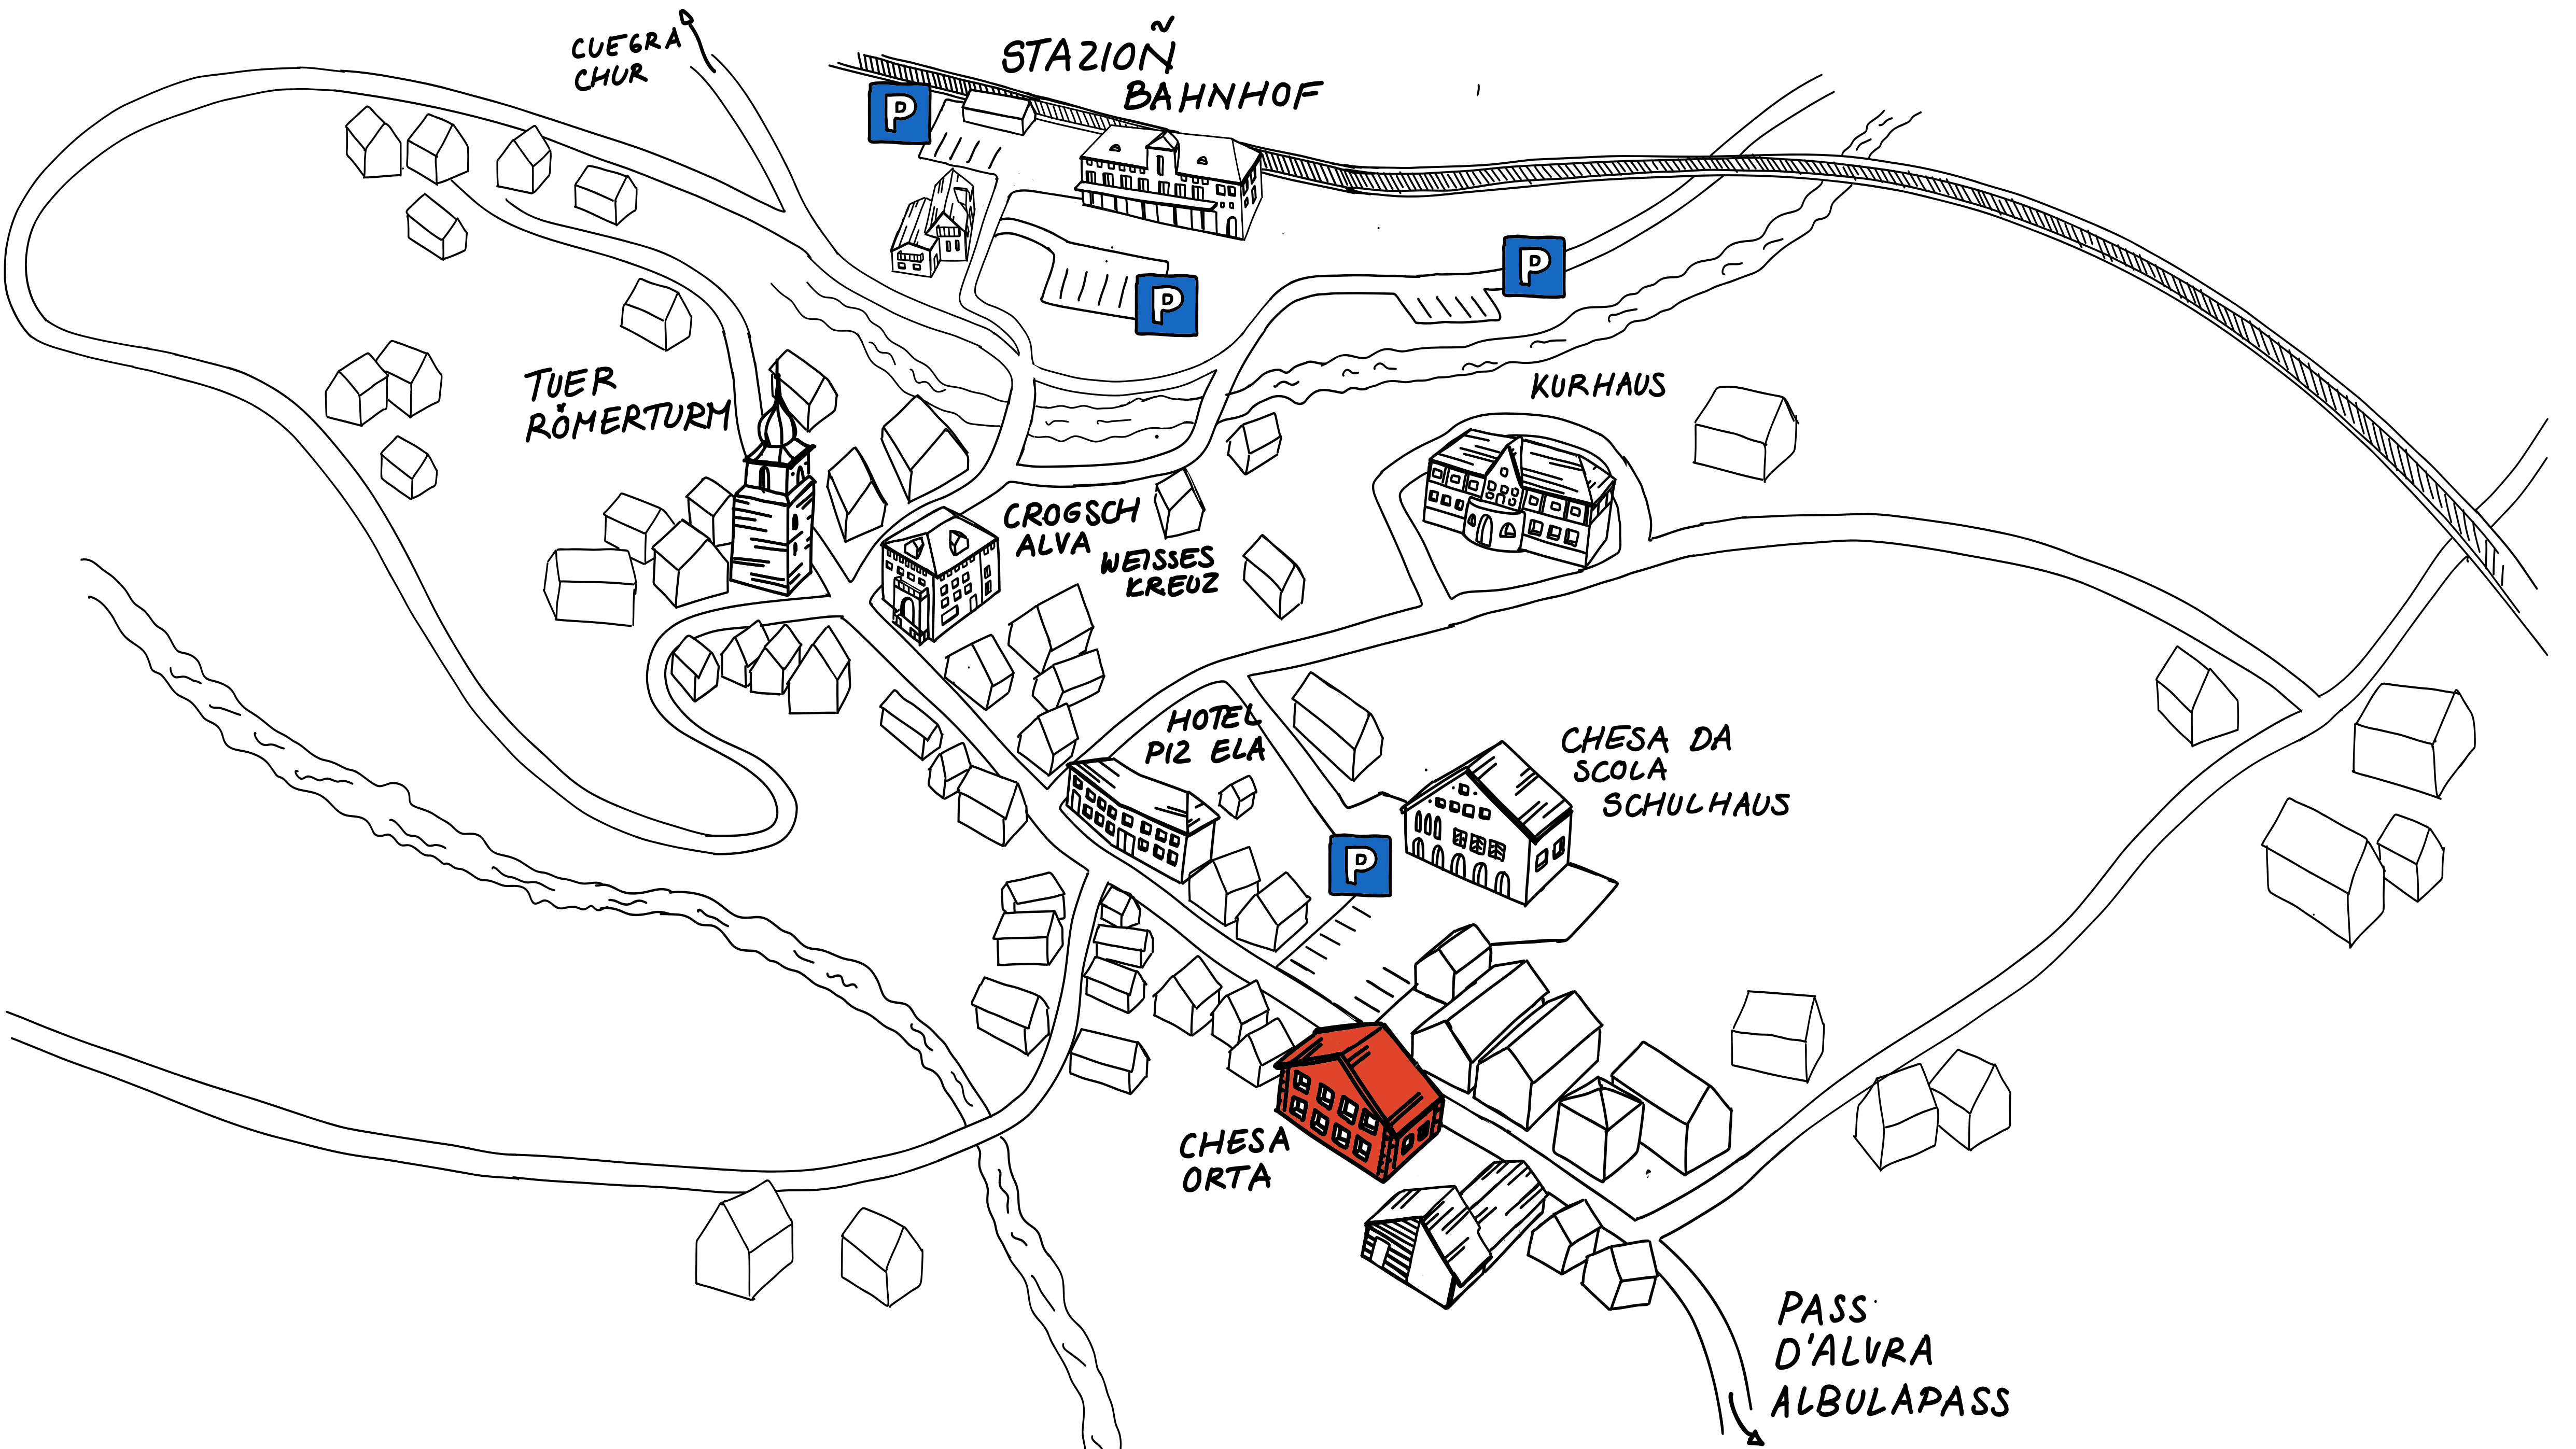 CUEGRA
CHUR
STAZIOÑ
BAHNHOF
P
P
P
TUER
RÖMERTURM
KURHAUS
CROGSCH
ALVA
WEISSES
KREUZ
HOTEL
PIZ ELA
CHESA DA
SCOLA
SCHULHAUS
P
CHESA
ORTA
PASS
D'ALVRA
ALBULAPASS